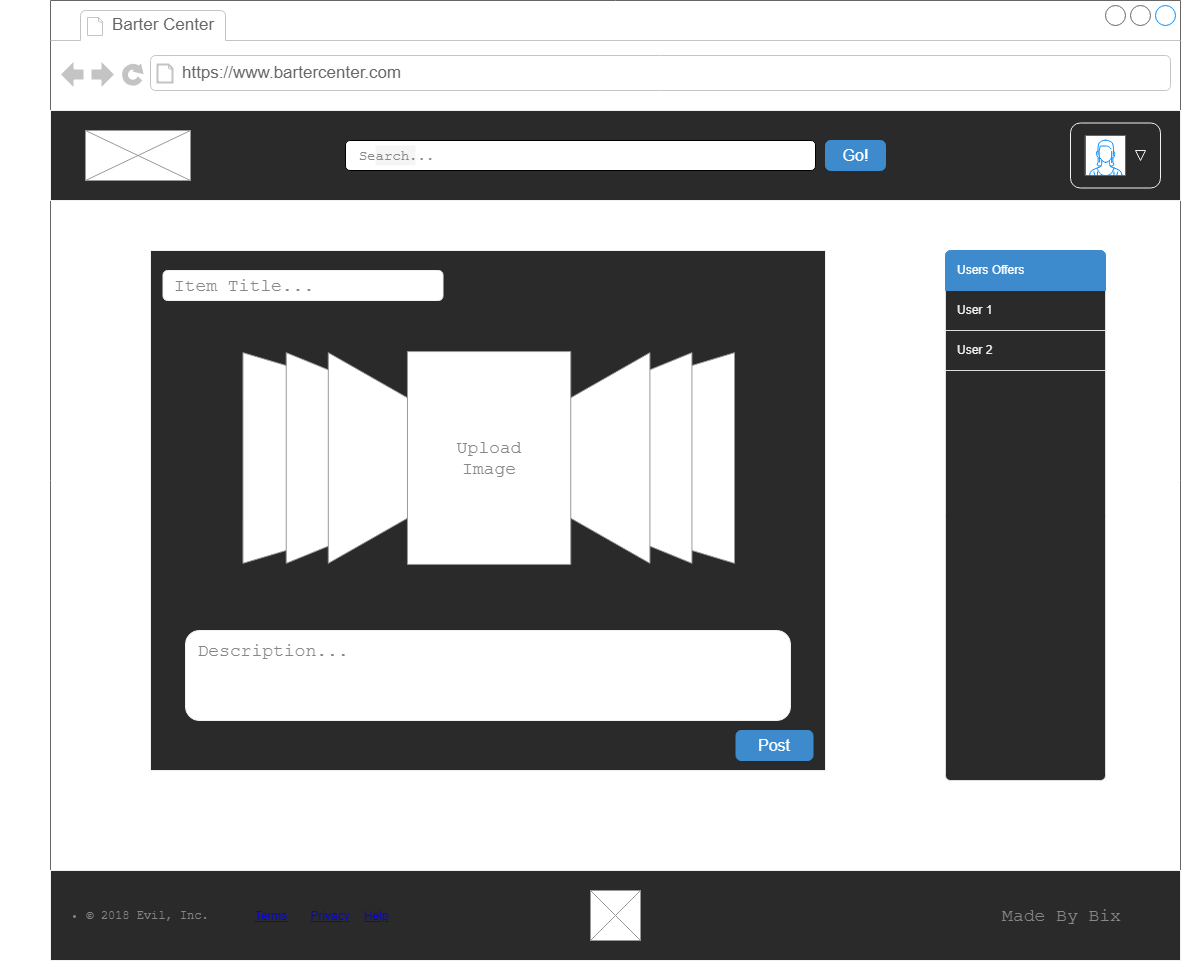 Barter Center
https://www.bartercenter.com
Search...
Go!
Item Title...
Users Offers
User 1
User 2
Upload
Image
Description...
Post
• © 2018 Evil, Inc. Terms Privacy Help
Made By Bix